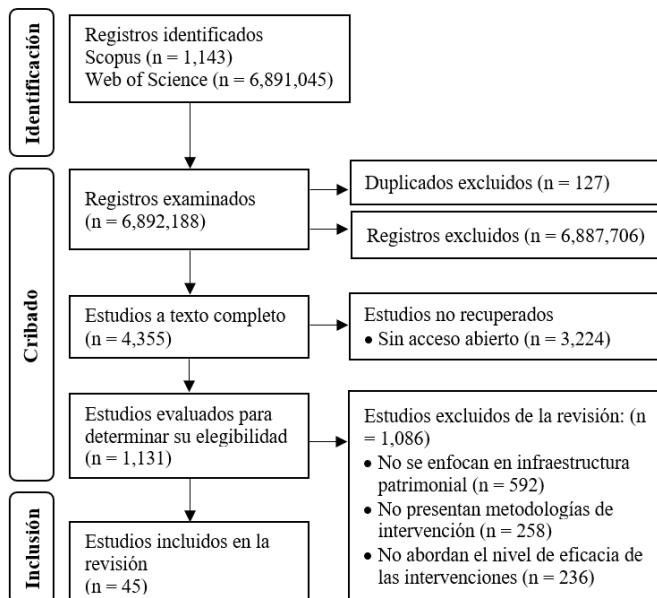 Identificación
Registros identificados
Scopus (n = 1,143)
Web of Science (n = 6,891,045)
Cribado
Registros examinados
(n = 6,892,188)
Duplicados excluidos (n = 127)
Registros excluidos (n = 6,887,706)
Estudios a texto completo
(n = 4,355)
Estudios no recuperados
• Sin acceso abierto (n = 3,224)
Estudios evaluados para
determinar su elegibilidad
(n = 1,131)
Estudios excluidos de la revisión: (n
= 1,086)
• No se enfocan en infraestructura
patrimonial (n = 592)
• No presentan metodologías de
intervención (n = 258)
• No abordan el nivel de eficacia de
las intervenciones (n = 236)
Inclusión
Estudios incluidos en la
revisión
(n = 45)